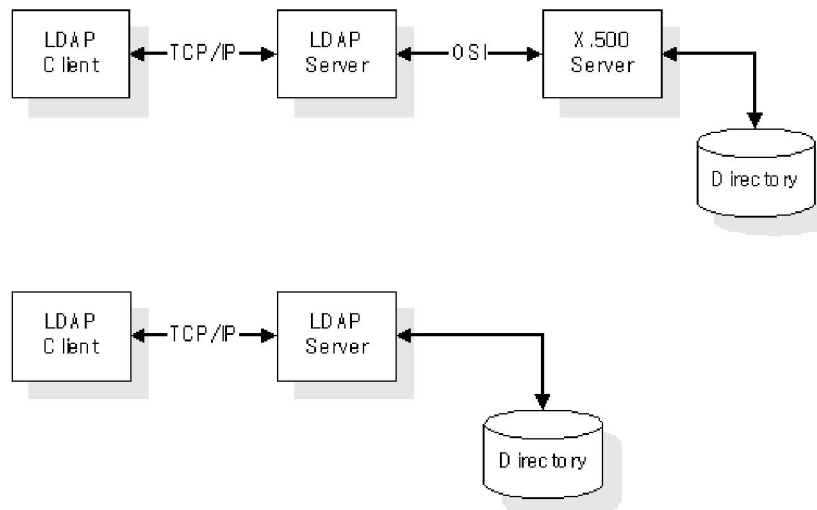 LDAP
Client
TCP/IP
LDAP
Server
OSI
X.500
Server
Directory
LDAP
Client
TCP/IP
LDAP
Server
Directory